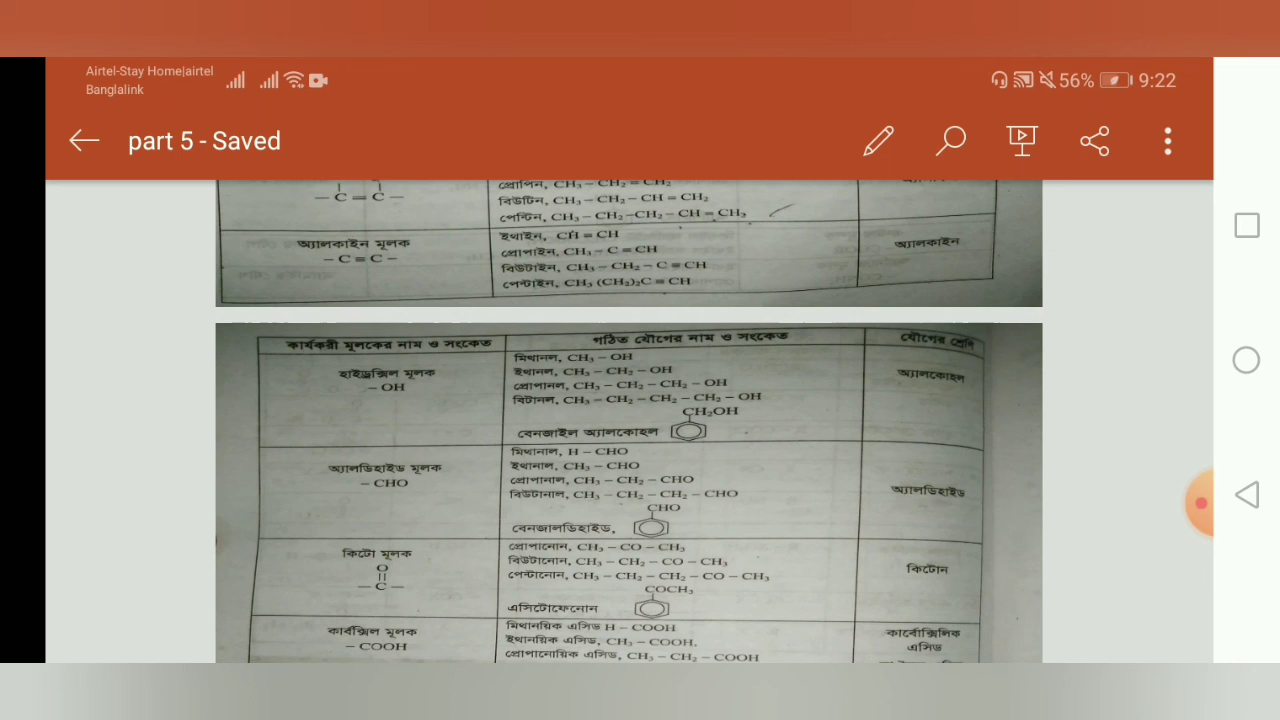 Airtel-Stay Home|airtel
Banglalink
56% 9:22
part 5 - Saved
প্রোপিন, CH₃ – CH₂ = CH₂
– C = C –
বিউটিন, CH₃ – CH₂ – CH = CH₂
পেন্টিন, CH₃ – CH₂ – CH₂ – CH = CH₃
অ্যালকাইন মূলক
– C ≡ C –
ইথাইন, CH ≡ CH
প্রোপাইন, CH₃ – C ≡ CH
বিউটাইন, CH₃ – CH₂ – C ≡ CH
পেন্টাইন, CH₃ (CH₂)₂C ≡ CH
অ্যালকাইন
কার্যকরী মূলকের নাম ও সংকেত
গঠিত যৌগের নাম ও সংকেত
যৌগের শ্রেণি
হাইড্রক্সিল মূলক
– OH
মিথানল, CH₃ – OH
ইথানল, CH₃ – CH₂ – OH
প্রোপানল, CH₃ – CH₂ – CH₂ – OH
বিটানল, CH₃ – CH₂ – CH₂ – CH₂ – OH
CH₂OH
বেনজাইল অ্যালকোহল
অ্যালকোহল
অ্যালডিহাইড মূলক
– CHO
মিথানাল, H – CHO
ইথানাল, CH₃ – CHO
প্রোপানাল, CH₃ – CH₂ – CHO
বিউটানাল, CH₃ – CH₂ – CH₂ – CHO
CHO
বেনজালডিহাইড,
অ্যালডিহাইড
কিটো মূলক
O
||
– C –
প্রোপানোন, CH₃ – CO – CH₃
বিউটানোন, CH₃ – CH₂ – CO – CH₃
পেন্টানোন, CH₃ – CH₂ – CH₂ – CO – CH₃
COCH₃
এসিটোফেনোন
কিটোন
কার্বক্সিল মূলক
– COOH
মিথানয়িক এসিড H – COOH
ইথানয়িক এসিড, CH₃ – COOH.
প্রোপানোয়িক এসিড, CH₃ – CH₂ – COOH
কার্বোক্সিলিক
এসিড